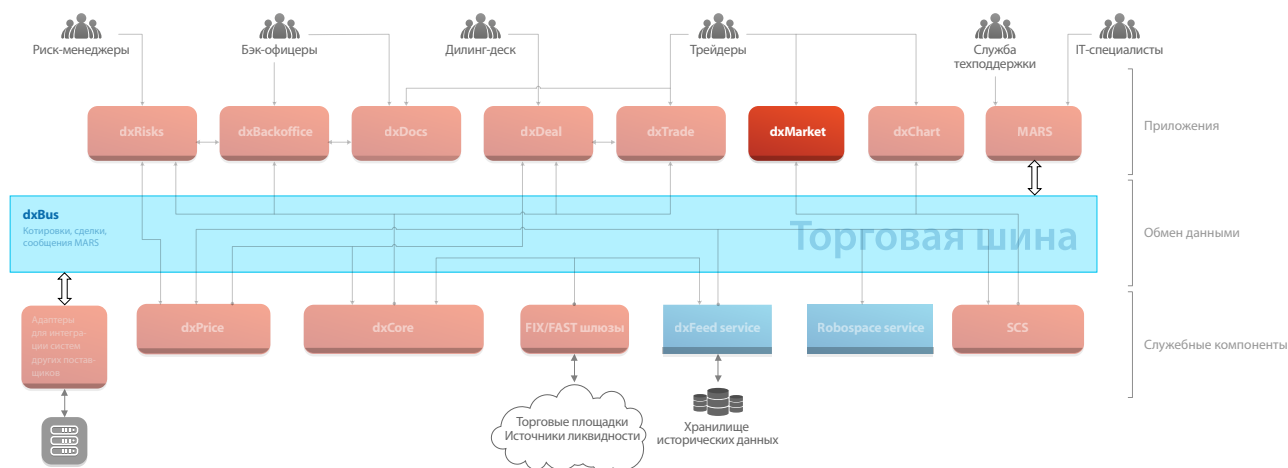 Риск-менеджеры
Бэк-офицеры
Дилинг-деск
Трейдеры
Служба
техподдержки
IT-специалисты
dxRisks
dxBackoffice
dxDocs
dxDeal
dxTrade
dxMarket
dxChart
MARS
Приложения
dxBus
Котировки, сделки,
сообщения MARS
Торговая шина
Обмен данными
Адаптеры
для интегра-
ции систем
других постав-
щиков
dxPrice
dxCore
FIX/FAST шлюзы
dxFeed service
Robospace service
SCS
Служебные компоненты
Торговые площадки
Источники ликвидности
Хранилище
исторических данных